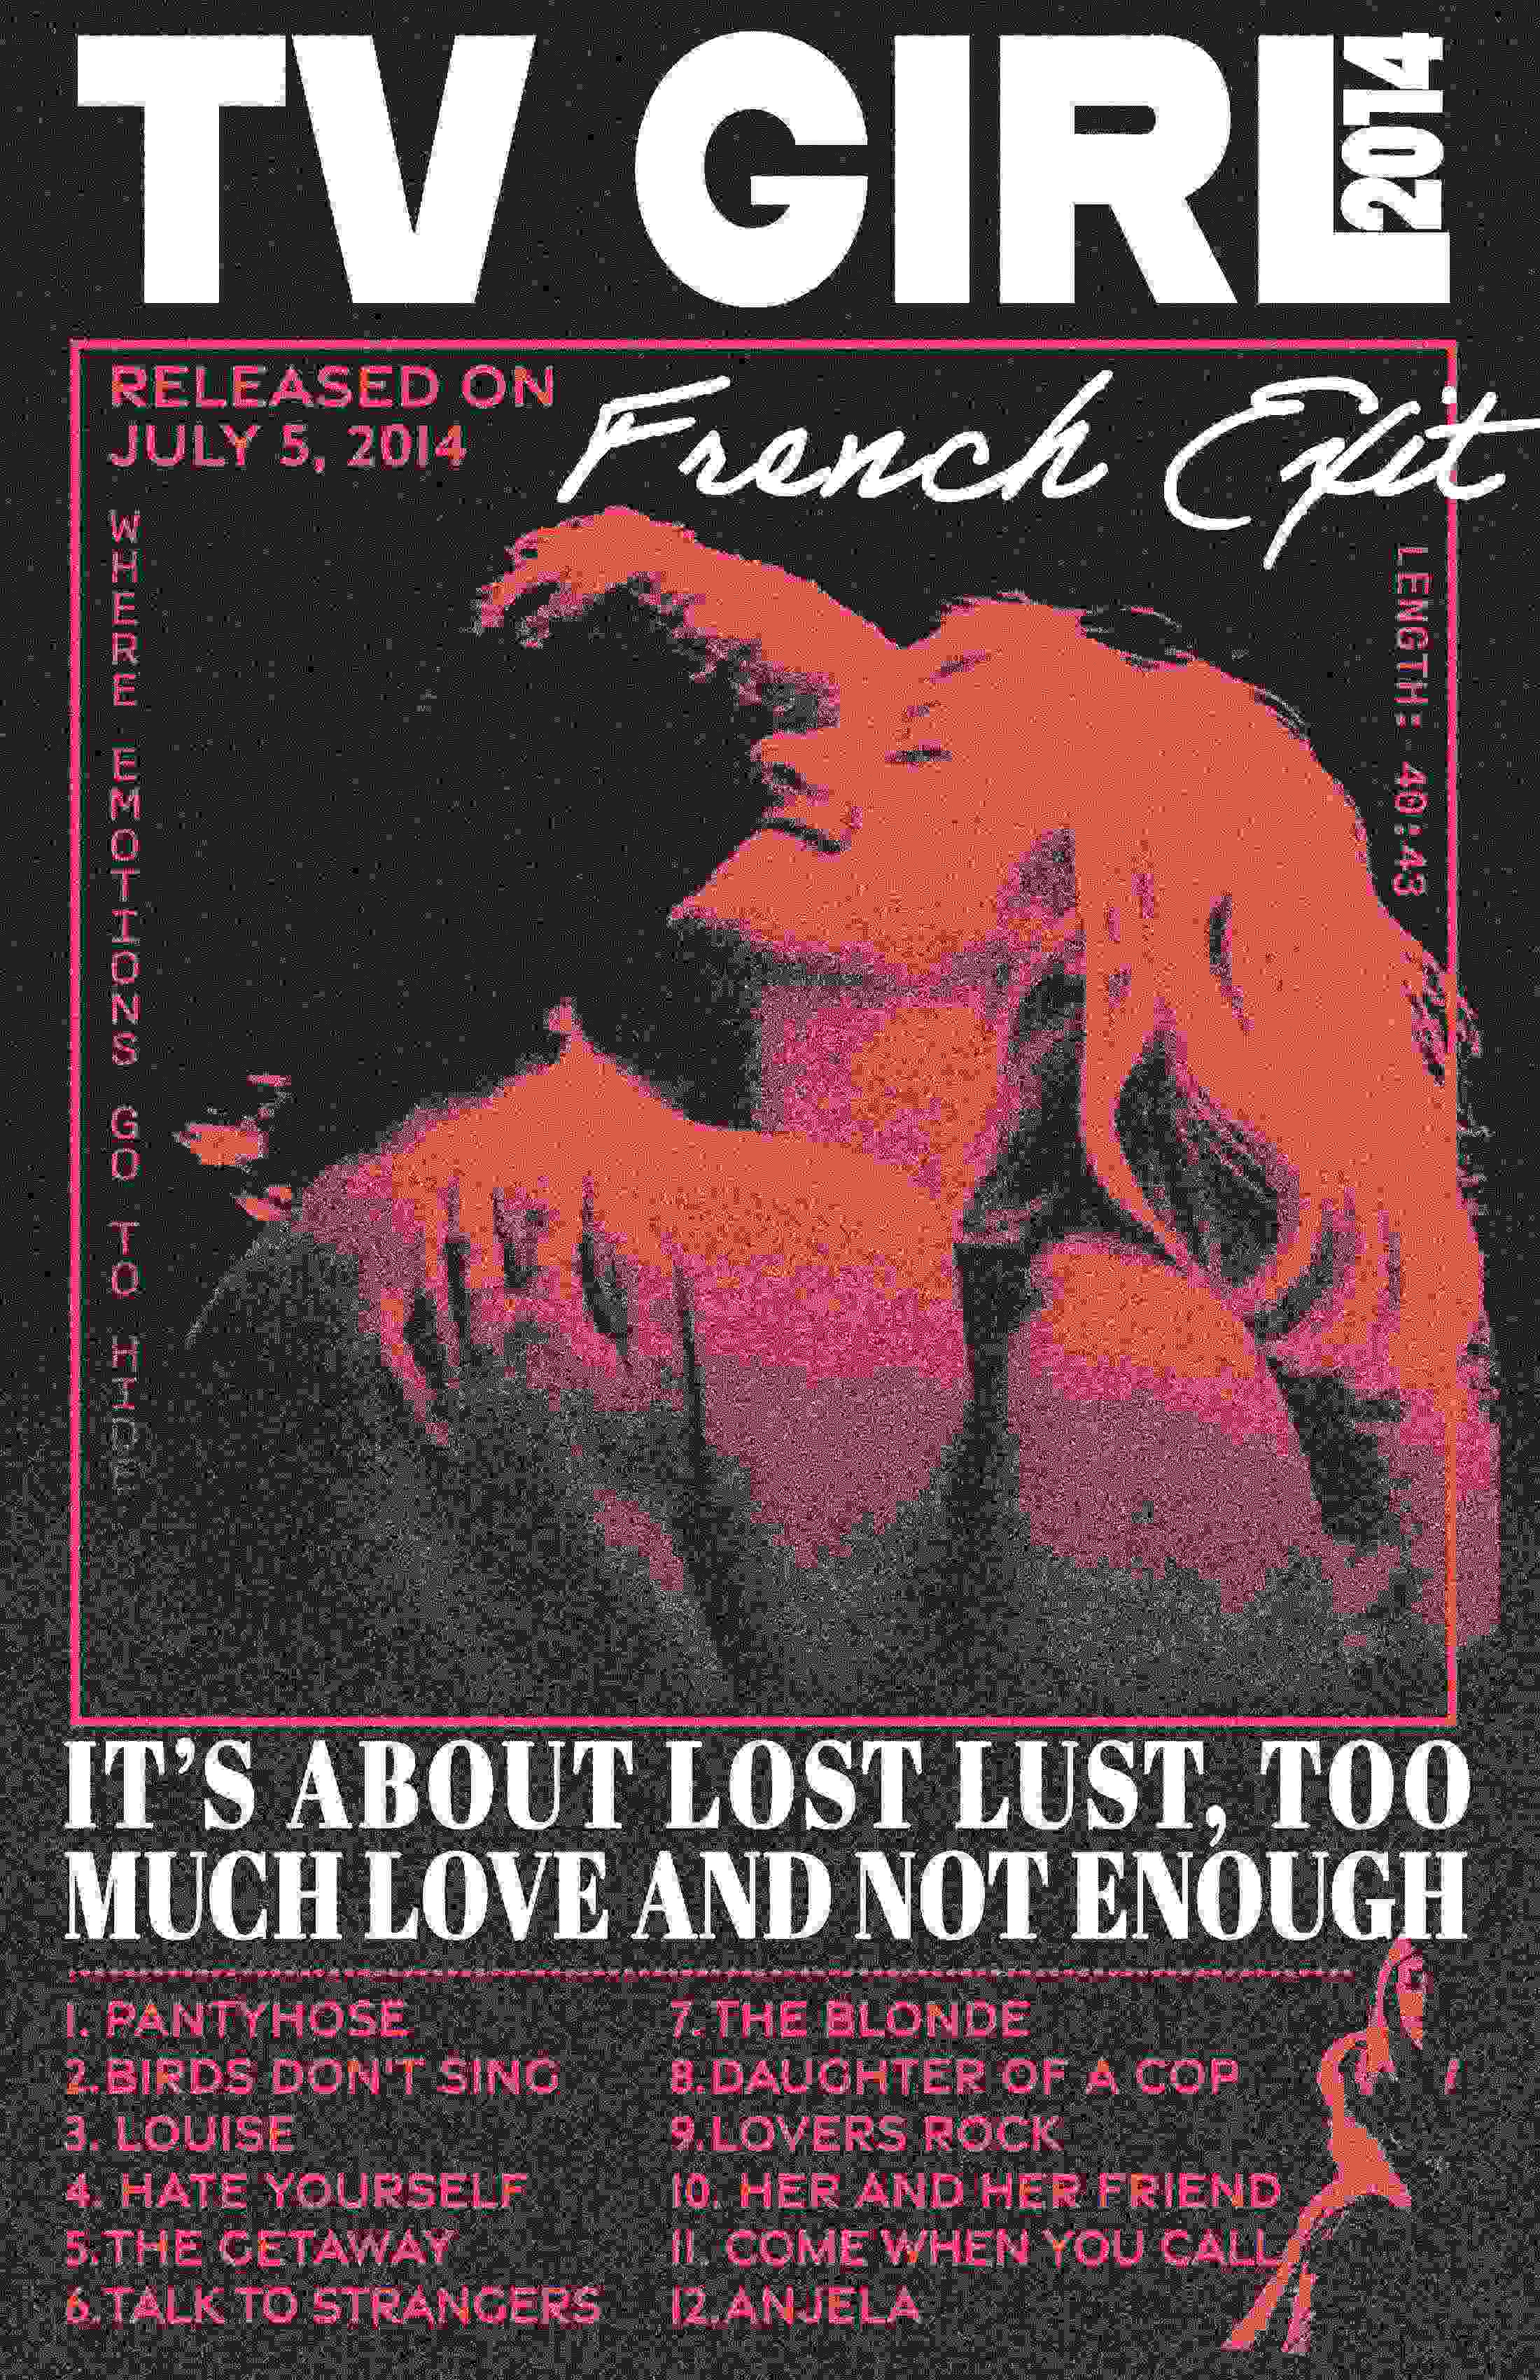 TV GIRL
2014
RELEASED ON
JULY 5, 2014
French Exit
WHERE EMOTIONS GO TO HIDE
LENGTH: 40:43
IT'S ABOUT LOST LUST, TOO
MUCH LOVE AND NOT ENOUGH
1. PANTYHOSE
2. BIRDS DON'T SING
3. LOUISE
4. HATE YOURSELF
5. THE GETAWAY
6. TALK TO STRANGERS
7. THE BLONDE
8. DAUGHTER OF A COP
9. LOVERS ROCK
10. HER AND HER FRIEND
11. COME WHEN YOU CALL
12. ANJELA